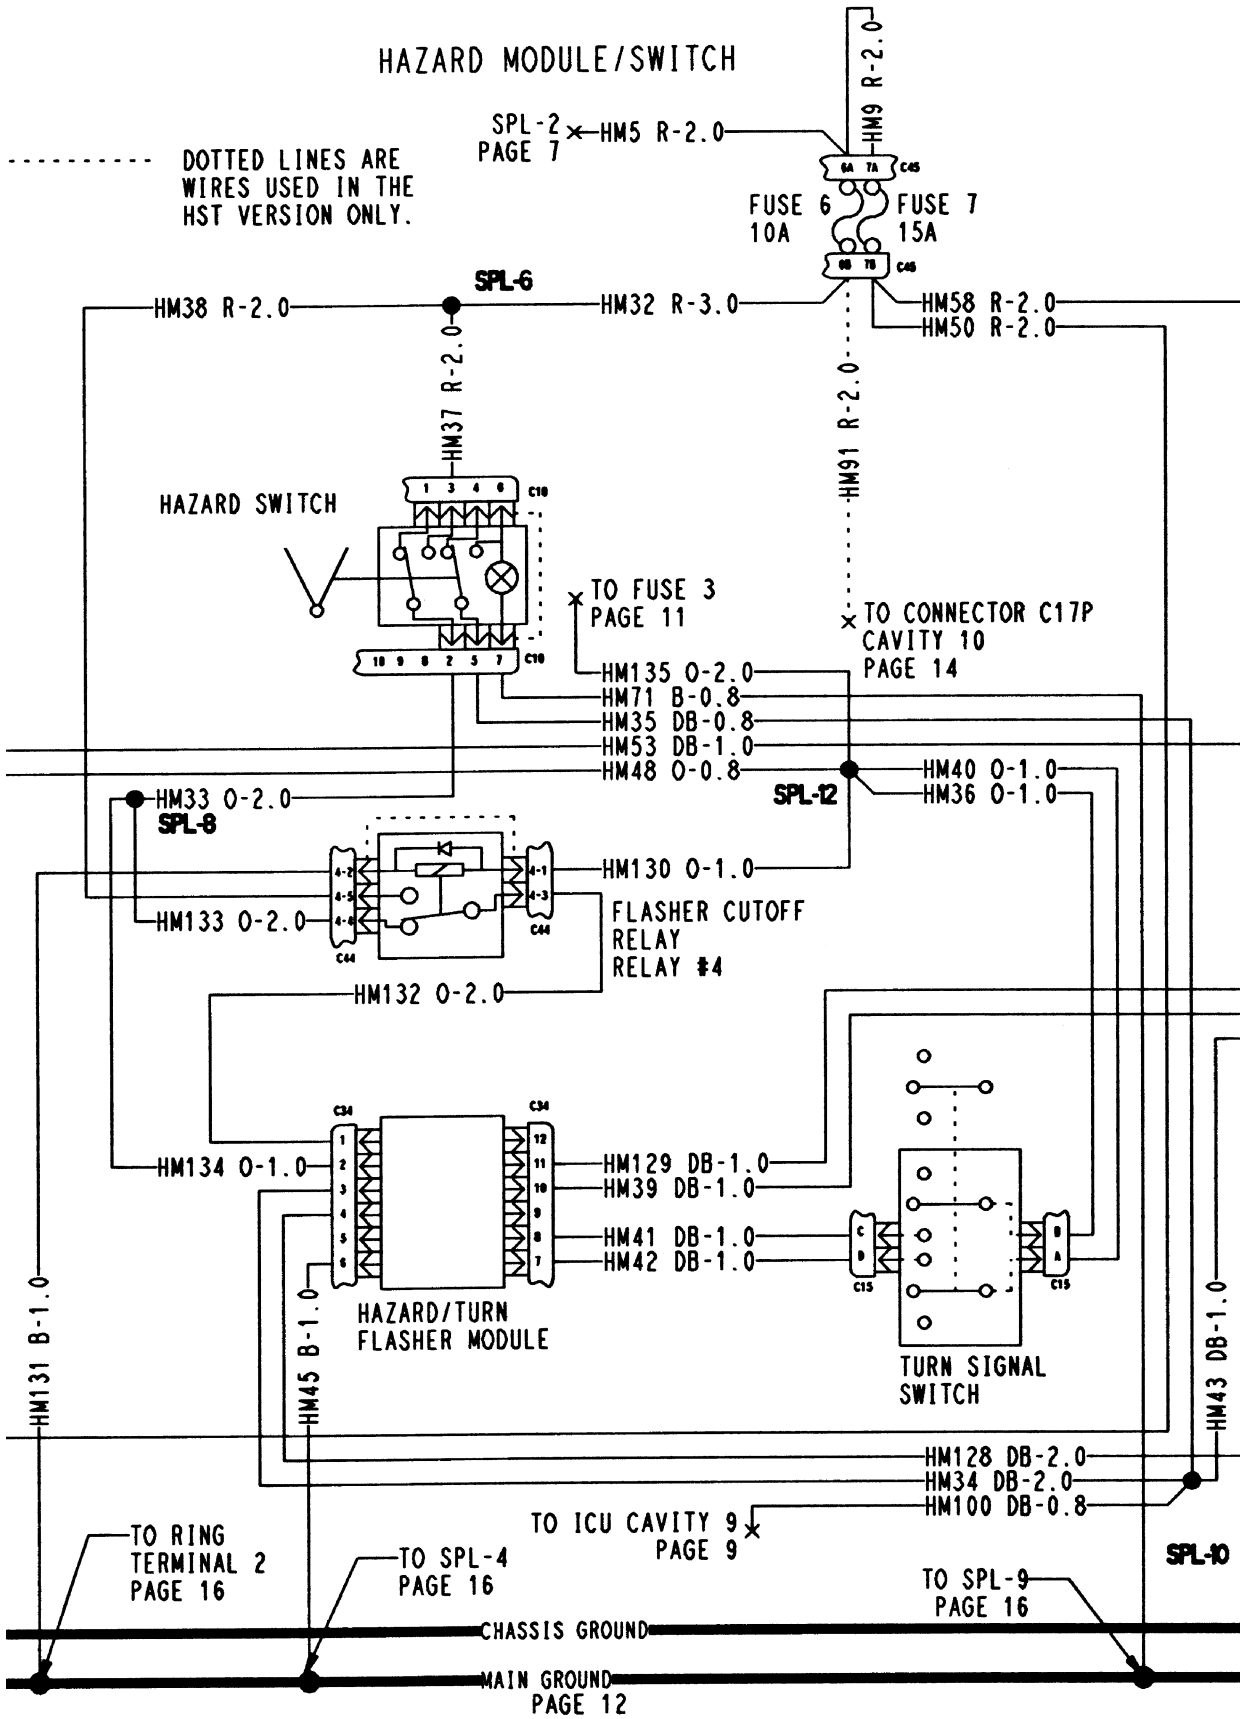 HAZARD MODULE/SWITCH
HM9 R-2.0
SPL-2
PAGE 7
HM5 R-2.0
DOTTED LINES ARE
WIRES USED IN THE
HST VERSION ONLY.
6A 7A C45
FUSE 6
10A
FUSE 7
15A
6B 7B C45
SPL-6
HM38 R-2.0
HM32 R-3.0
HM58 R-2.0
HM50 R-2.0
HM37 R-2.0
HM91 R-2.0
HAZARD SWITCH
1 3 4 6 C10
TO FUSE 3
PAGE 11
TO CONNECTOR C17P
CAVITY 10
PAGE 14
10 9 8 2 5 7 C10
HM135 O-2.0
HM71 B-0.8
HM35 DB-0.8
HM53 DB-1.0
HM48 O-0.8
HM40 O-1.0
HM36 O-1.0
SPL-12
HM33 O-2.0
SPL-8
4-2
4-5
4-4
C44
4-1
4-3
C44
HM130 O-1.0
HM133 O-2.0
FLASHER CUTOFF
RELAY
RELAY #4
HM132 O-2.0
C34
1
2
3
4
5
6
C34
12
11
10
9
8
7
HM134 O-1.0
HM129 DB-1.0
HM39 DB-1.0
HM41 DB-1.0
HM42 DB-1.0
C
D
C15
B
A
C15
HAZARD/TURN
FLASHER MODULE
TURN SIGNAL
SWITCH
HM131 B-1.0
HM45 B-1.0
HM43 DB-1.0
HM128 DB-2.0
HM34 DB-2.0
HM100 DB-0.8
TO ICU CAVITY 9
PAGE 9
SPL-10
TO RING
TERMINAL 2
PAGE 16
TO SPL-4
PAGE 16
TO SPL-9
PAGE 16
CHASSIS GROUND
MAIN GROUND
PAGE 12